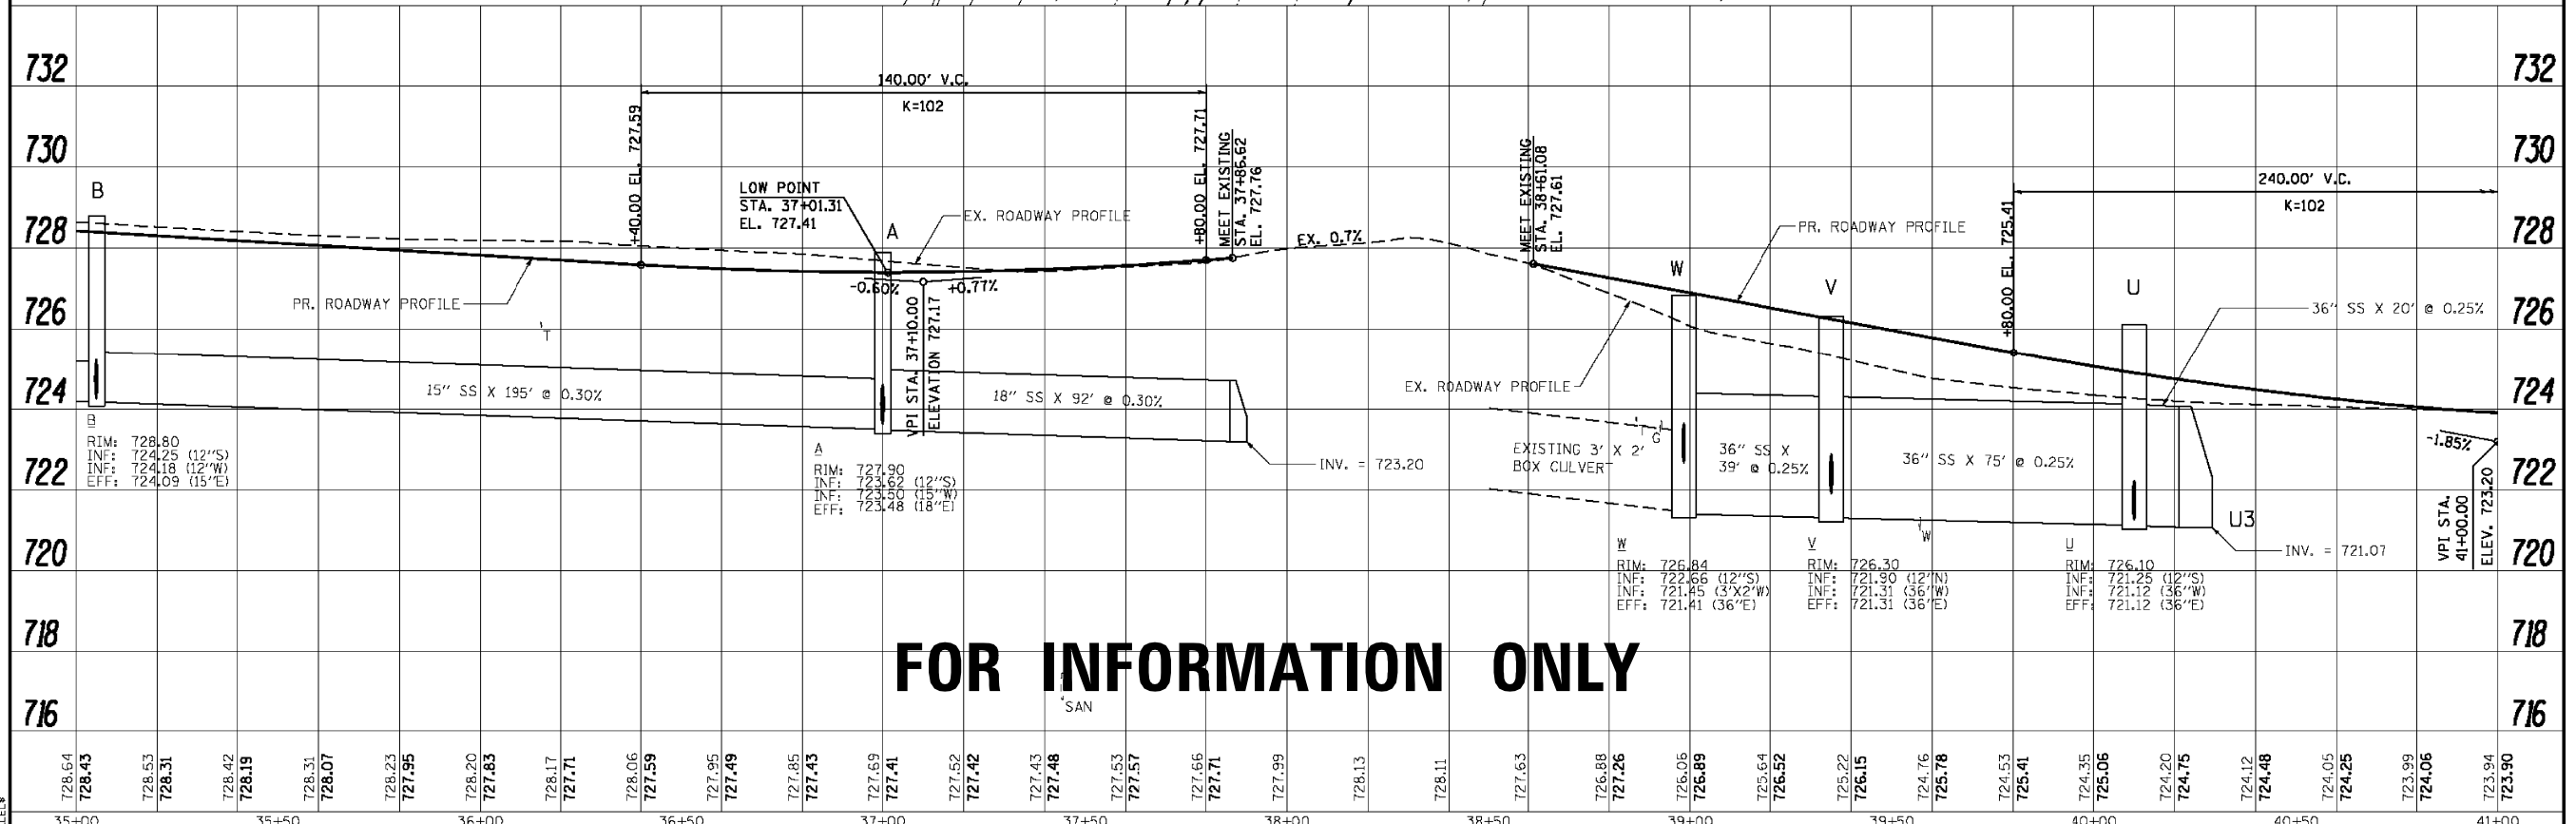 732
730
728
726
724
722
720
718
716
732
730
728
726
724
722
720
718
716
140.00' V.C.
K=102
+40.00 EL. 727.59
+80.00 EL. 727.71
MEET EXISTING
STA. 37+86.62
EL. 727.76
LOW POINT
STA. 37+01.31
EL. 727.41
EX. ROADWAY PROFILE
B
A
PR. ROADWAY PROFILE
-0.60%
+0.77%
VPI STA. 37+10.00
ELEVATION 727.17
T
15" SS X 195' @ 0.30%
18" SS X 92' @ 0.30%
INV. = 723.20
B
RIM: 728.80
INF: 724.25 (12"S)
INF: 724.18 (12"W)
EFF: 724.09 (15"E)
A
RIM: 727.90
INF: 723.62 (12"S)
INF: 723.50 (15"W)
EFF: 723.48 (18"E)
EX. 0.7%
MEET EXISTING
STA. 38+61.08
EL. 727.61
PR. ROADWAY PROFILE
240.00' V.C.
K=102
+80.00 EL. 725.41
W
V
U
36" SS X 20' @ 0.25%
EX. ROADWAY PROFILE
T
G
EXISTING 3' X 2'
BOX CULVERT
36" SS X
39' @ 0.25%
36" SS X 75' @ 0.25%
W
U3
INV. = 721.07
-1.85%
VPI STA.
41+00.00
ELEV. 723.20
W
RIM: 726.84
INF: 722.66 (12"S)
INF: 721.45 (3'X2'W)
EFF: 721.41 (36"E)
V
RIM: 726.30
INF: 721.90 (12"N)
INF: 721.31 (36"W)
EFF: 721.31 (36"E)
U
RIM: 726.10
INF: 721.25 (12"S)
INF: 721.12 (36"W)
EFF: 721.12 (36"E)
FOR INFORMATION ONLY
SAN
728.64
728.43
728.53
728.31
728.42
728.19
728.31
728.07
728.23
727.95
728.20
727.83
728.17
727.71
728.06
727.59
727.95
727.49
727.85
727.43
727.69
727.41
727.52
727.42
727.43
727.48
727.53
727.57
727.66
727.71
727.99
728.13
728.11
727.63
726.88
727.26
726.06
726.89
725.64
726.52
725.22
726.15
724.76
725.78
724.53
725.41
724.35
725.06
724.20
724.75
724.12
724.48
724.05
724.25
723.99
724.06
723.94
723.90
35+00
35+50
36+00
36+50
37+00
37+50
38+00
38+50
39+00
39+50
40+00
40+50
41+00